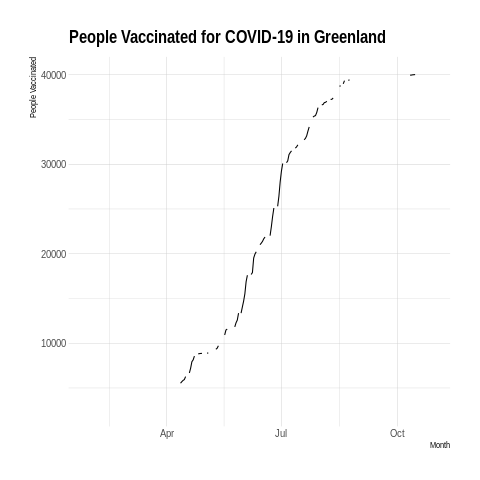 People Vaccinated for COVID-19 in Greenland
People Vaccinated
40000
30000
20000
10000
Apr Jul Oct
Month